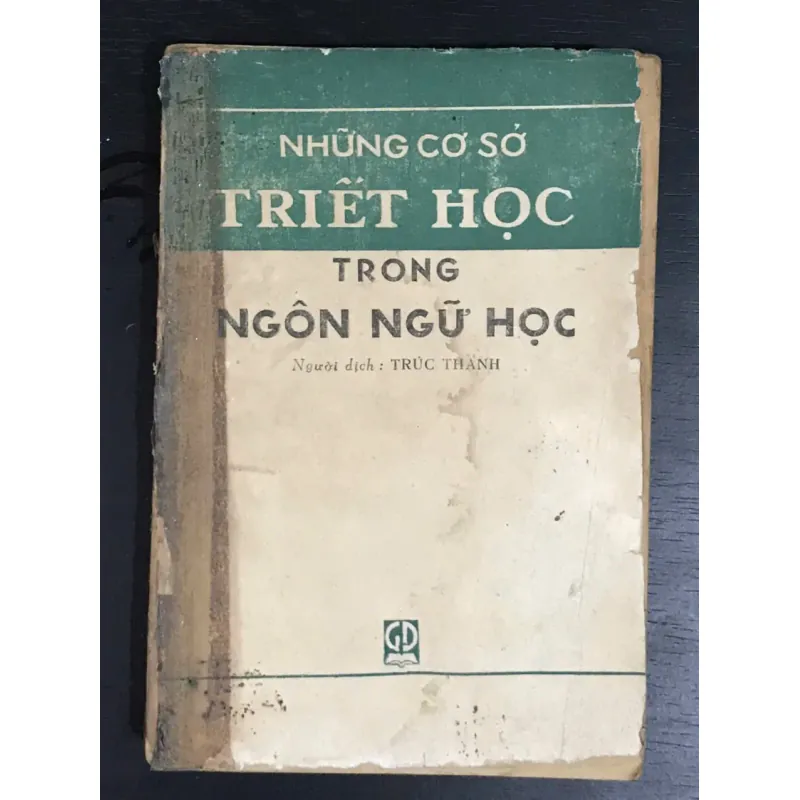 NHỮNG CƠ SỞ
TRIẾT HỌC
TRONG
NGÔN NGỮ HỌC
Người dịch : TRÚC THANH
GD